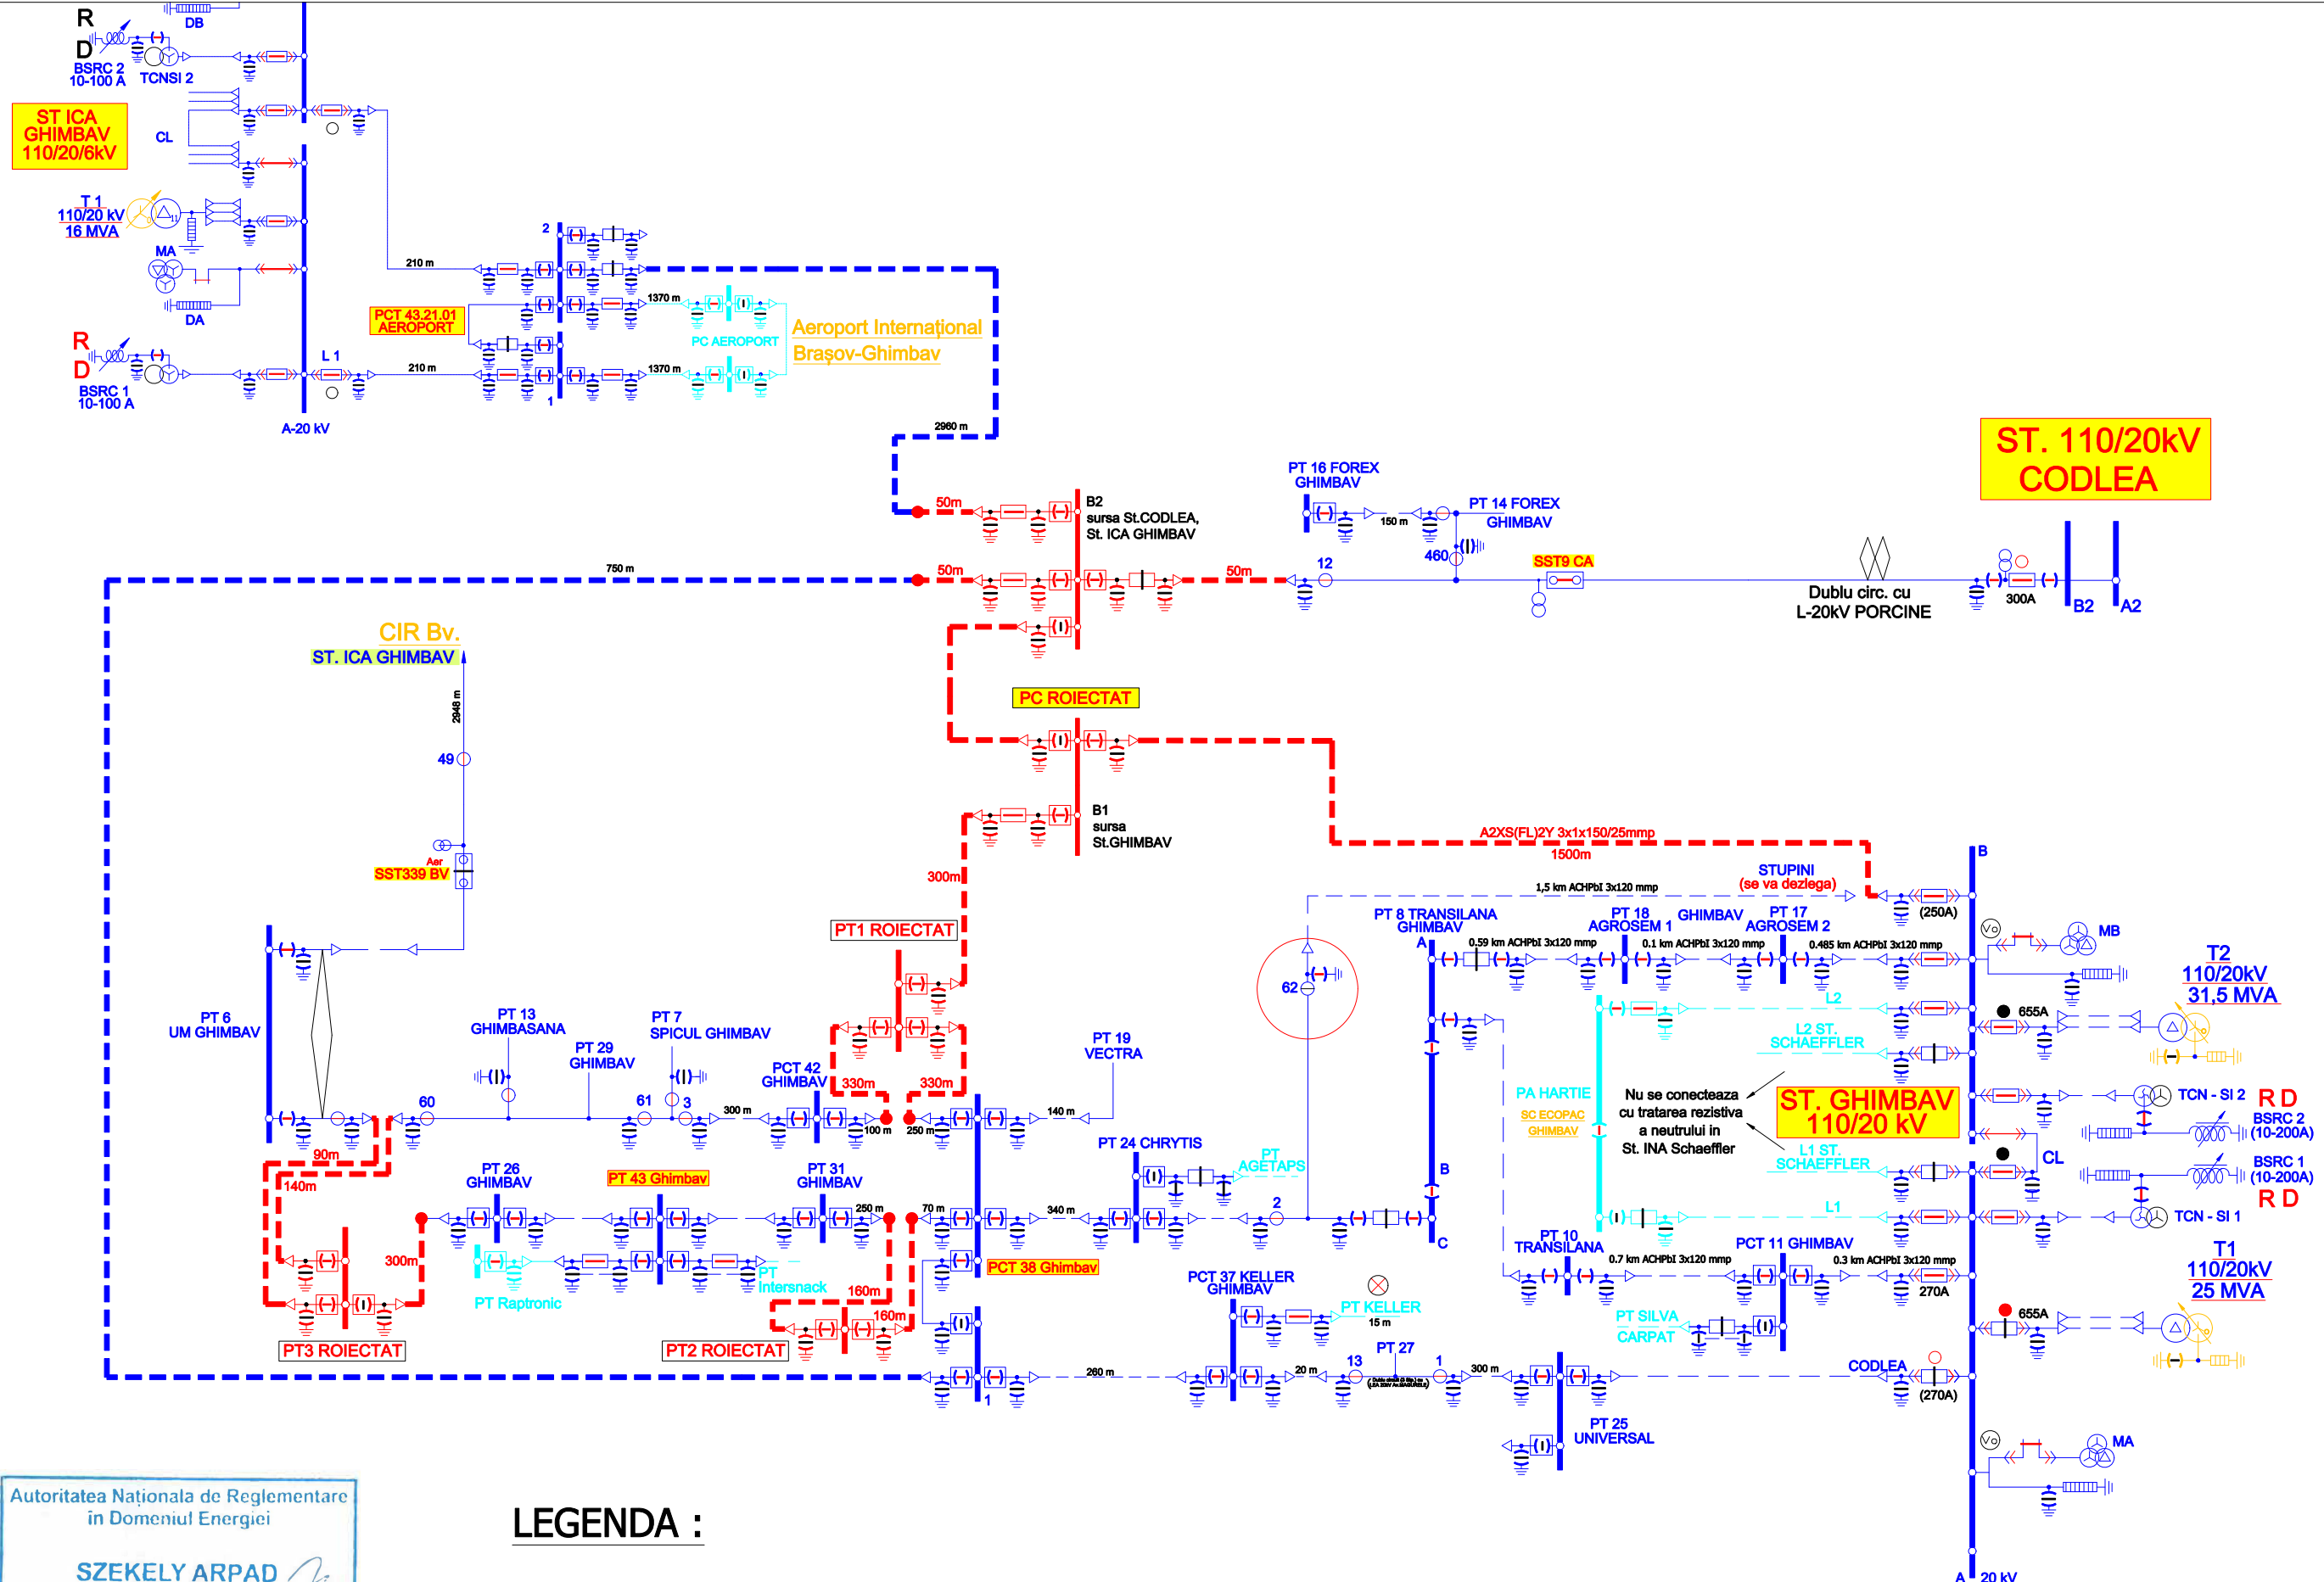 R
DB
D
BSRC 2
10-100 A
TCNSI 2
ST ICA
GHIMBAV
110/20/6kV
CL
T 1
110/20 kV
16 MVA
11
MA
DA
R
D
BSRC 1
10-100 A
L 1
A-20 kV
2
210 m
1370 m
PCT 43.21.01
AEROPORT
PC AEROPORT
Aeroport Internațional
Brașov-Ghimbav
210 m
1370 m
1
2960 m
ST. 110/20kV
CODLEA
PT 16 FOREX
GHIMBAV
50m
B2
sursa St.CODLEA,
St. ICA GHIMBAV
150 m
PT 14 FOREX
GHIMBAV
460
12
SST9 CA
750 m
50m
50m
Dublu circ. cu
L-20kV PORCINE
300A
B2
A2
CIR Bv.
ST. ICA GHIMBAV
2948 m
49
PC ROIECTAT
Aer
SST339 BV
B1
sursa
St.GHIMBAV
A2XS(FL)2Y 3x1x150/25mmp
1500m
300m
STUPINI
(se va dezlega)
1,5 km ACHPbI 3x120 mmp
(250A)
B
PT1 ROIECTAT
PT 8 TRANSILANA
GHIMBAV
A
0.59 km ACHPbI 3x120 mmp
PT 18
AGROSEM 1
GHIMBAV
0.1 km ACHPbI 3x120 mmp
PT 17
AGROSEM 2
0.485 km ACHPbI 3x120 mmp
MB
T2
110/20kV
31,5 MVA
62
L2
655A
PT 6
UM GHIMBAV
PT 13
GHIMBASANA
PT 29
GHIMBAV
PT 7
SPICUL GHIMBAV
PCT 42
GHIMBAV
330m
330m
PT 19
VECTRA
L2 ST.
SCHAEFFLER
PA HARTIE
SC ECOPAC
GHIMBAV
Nu se conecteaza
cu tratarea rezistiva
a neutrului in
St. INA Schaeffler
ST. GHIMBAV
110/20 kV
TCN - SI 2
R D
BSRC 2
(10-200A)
60
61
3
300 m
100 m
250 m
140 m
90m
140m
PT 26
GHIMBAV
PT 43 Ghimbav
PT 31
GHIMBAV
250 m
70 m
340 m
PT 24 CHRYTIS
PT
AGETAPS
2
B
C
L1 ST.
SCHAEFFLER
CL
BSRC 1
(10-200A)
R D
L1
TCN - SI 1
300m
PT Raptronic
PT
Intersnack
PCT 38 Ghimbav
PT 10
TRANSILANA
0.7 km ACHPbI 3x120 mmp
PCT 11 GHIMBAV
0.3 km ACHPbI 3x120 mmp
270A
T1
110/20kV
25 MVA
160m
160m
PT3 ROIECTAT
PT2 ROIECTAT
PCT 37 KELLER
GHIMBAV
PT KELLER
15 m
PT SILVA
CARPAT
655A
260 m
20 m
13
PT 27
1
300 m
CODLEA
(270A)
1
PT 25
UNIVERSAL
MA
A
20 kV
Autoritatea Naționala de Reglementare
în Domeniul Energiei
SZEKELY ARPAD
LEGENDA :